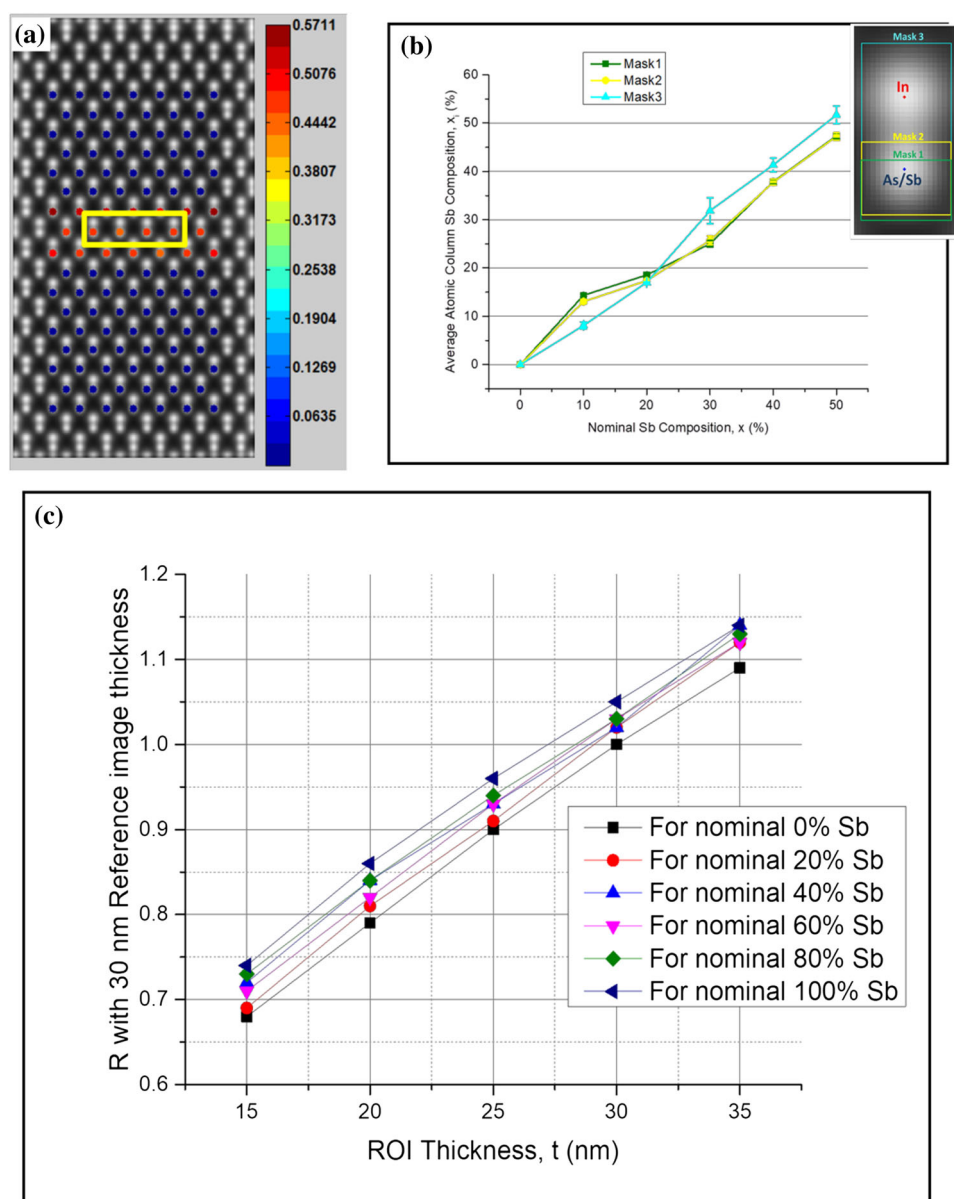 (a)
0.5711
0.5076
0.4442
0.3807
0.3173
0.2538
0.1904
0.1269
0.0635
(b)
Mask1
Mask2
Mask3
Average Atomic Column Sb Composition, xᵢ (%)
60
50
40
30
20
10
0
0 10 20 30 40 50
Nominal Sb Composition, x (%)
Mask 3
In
Mask 2
Mask 1
As/Sb
(c)
R with 30 nm Reference image thickness
1.2
1.1
1.0
0.9
0.8
0.7
0.6
For nominal 0% Sb
For nominal 20% Sb
For nominal 40% Sb
For nominal 60% Sb
For nominal 80% Sb
For nominal 100% Sb
15 20 25 30 35
ROI Thickness, t (nm)